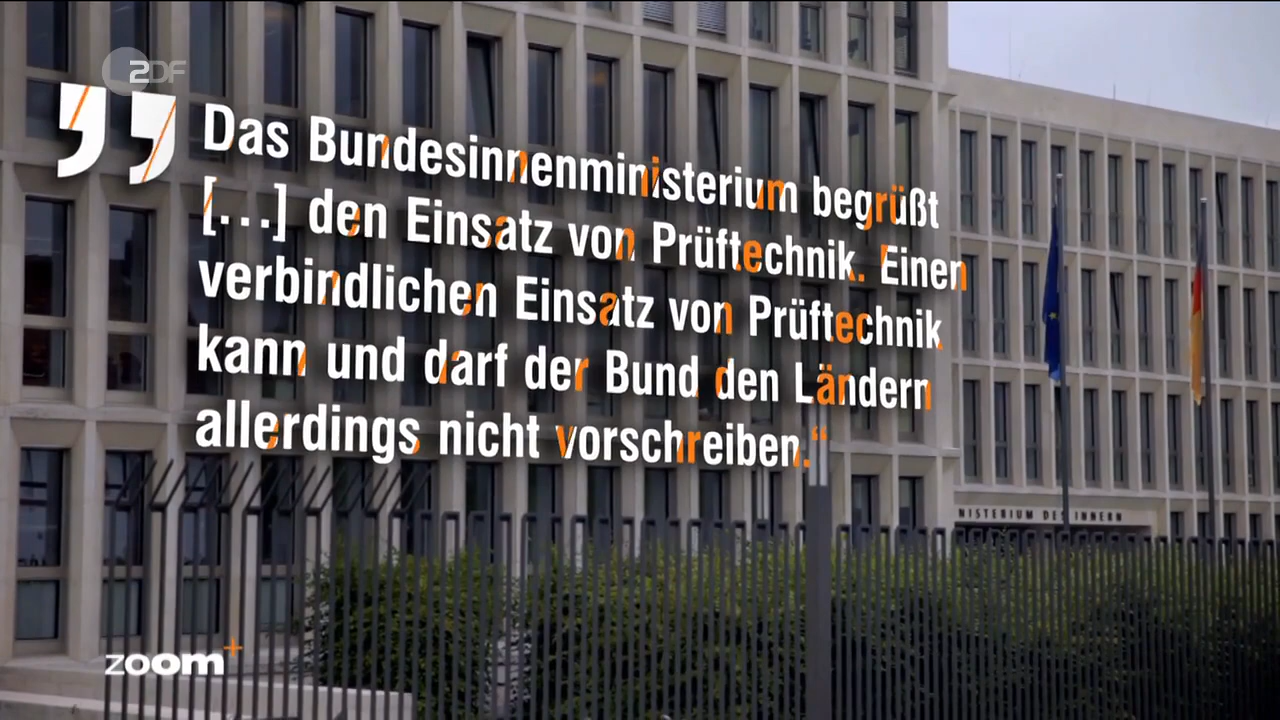 ZDF
„Das Bundesinnenministerium begrüßt
[…] den Einsatz von Prüftechnik. Einen
verbindlichen Einsatz von Prüftechnik
kann und darf der Bund den Ländern
allerdings nicht vorschreiben.“
NISTERIUM DES INNERN
zoom+